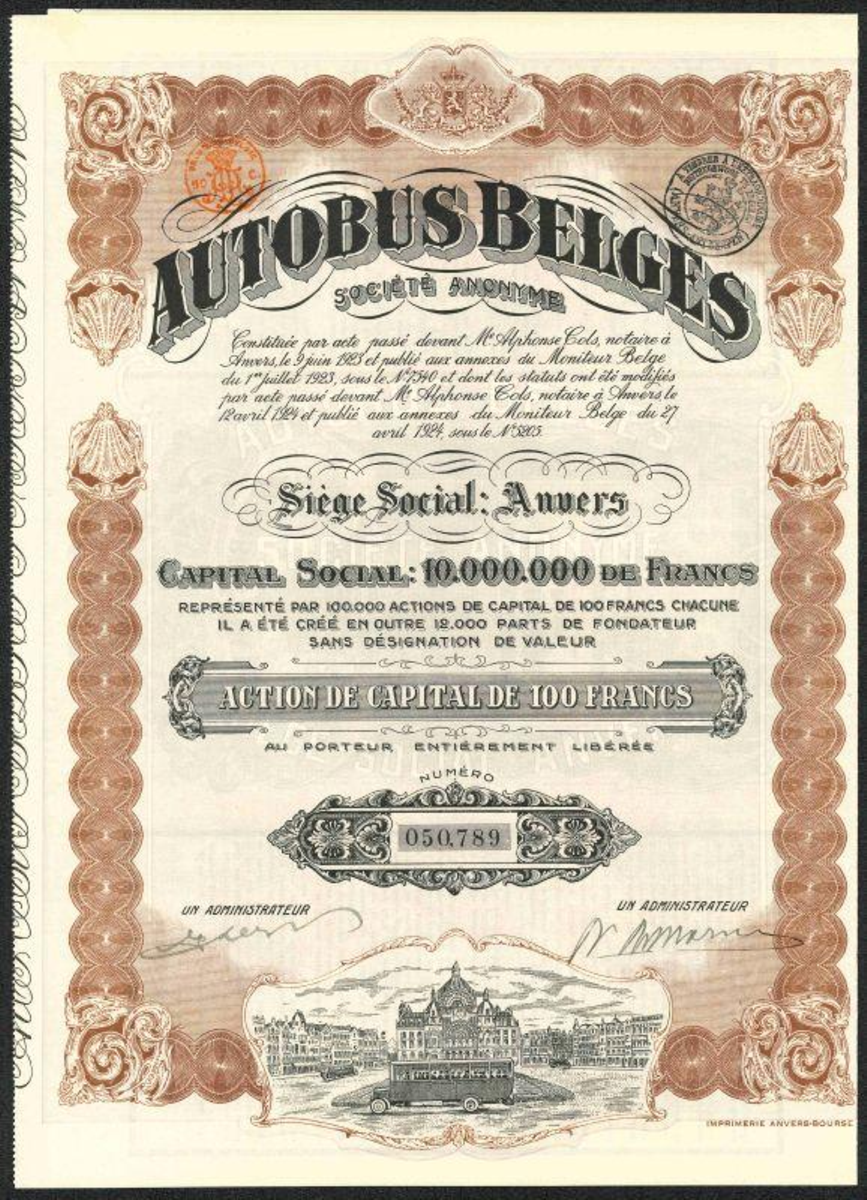 AUTOBUS BELGES
SOCIÉTÉ ANONYME
Constituée par acte passé devant Me Alphonse Cols, notaire à
Anvers, le 9 juin 1923 et publié aux annexes du Moniteur Belge
du 1er Juillet 1923, sous le No 7540 et dont les statuts ont été modifiés
par acte passé devant Me Alphonse Cols, notaire à Anvers le
12 avril 1924 et publié aux annexes du Moniteur Belge du 27
avril 1924, sous le No 5205.
Siège Social: Anvers
CAPITAL SOCIAL: 10.000.000 DE FRANCS
REPRÉSENTÉ PAR 100.000 ACTIONS DE CAPITAL DE 100 FRANCS CHACUNE
IL A ÉTÉ CRÉÉ EN OUTRE 12.000 PARTS DE FONDATEUR
SANS DÉSIGNATION DE VALEUR
ACTION DE CAPITAL DE 100 FRANCS
AU PORTEUR, ENTIÈREMENT LIBÉRÉE
NUMÉRO
050,789
UN ADMINISTRATEUR
UN ADMINISTRATEUR
IMPRIMERIE ANVERS-BOURSE